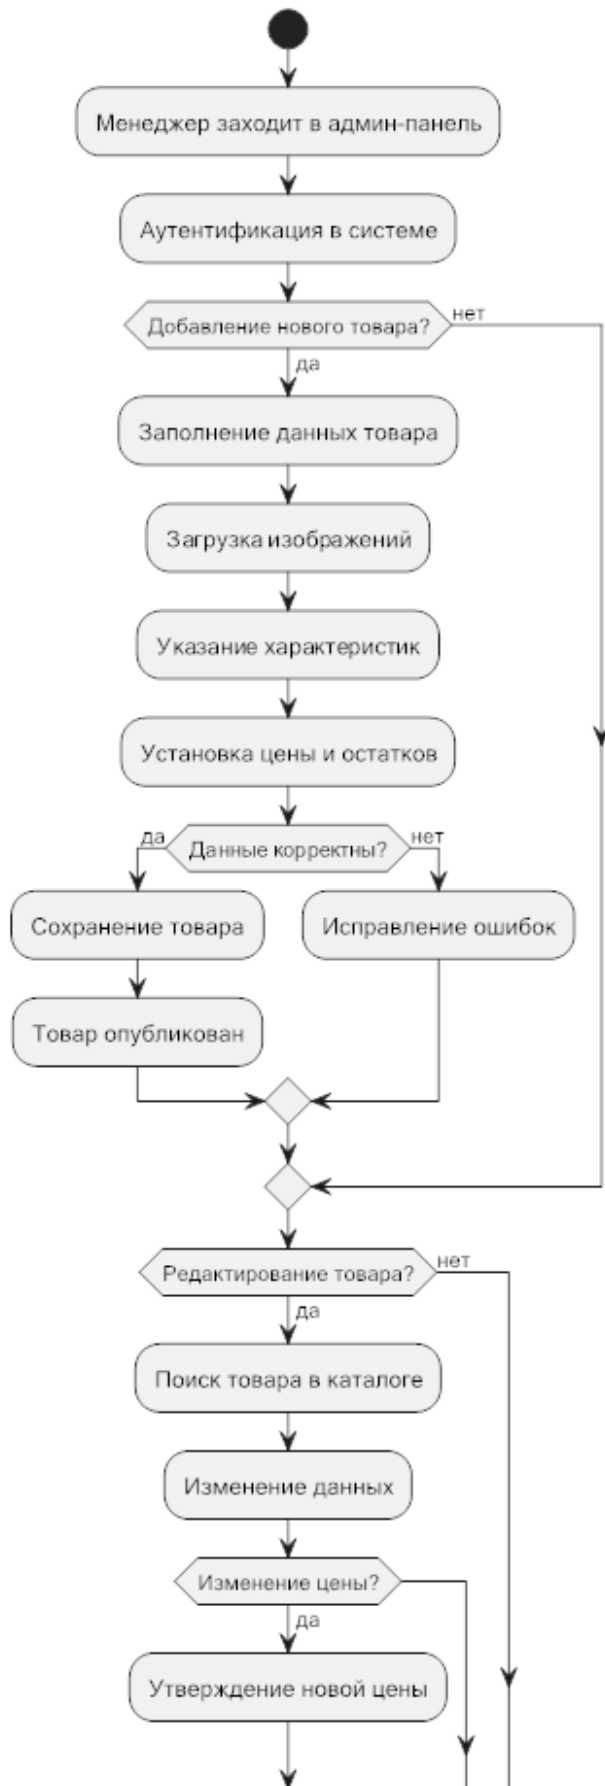 Менеджер заходит в админ-панель
Аутентификация в системе
Добавление нового товара?
нет
да
Заполнение данных товара
Загрузка изображений
Указание характеристик
Установка цены и остатков
да
Данные корректны?
нет
Сохранение товара
Исправление ошибок
Товар опубликован
Редактирование товара?
нет
да
Поиск товара в каталоге
Изменение данных
Изменение цены?
да
Утверждение новой цены